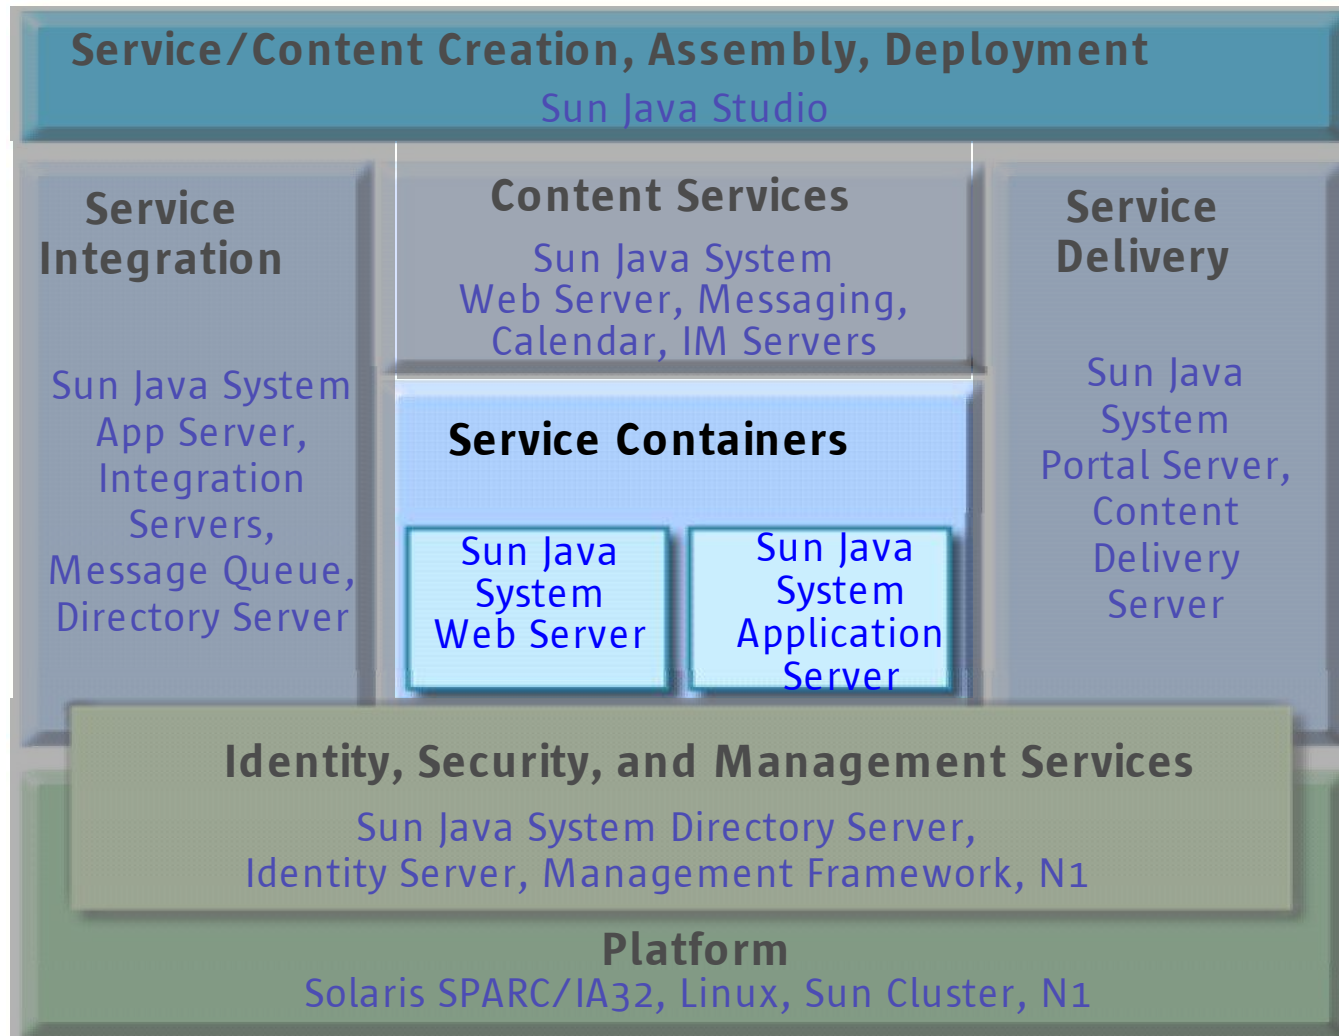 Service/Content Creation, Assembly, Deployment
Sun Java Studio
Service
Integration
Sun Java System
App Server,
Integration
Servers,
Message Queue,
Directory Server
Content Services
Sun Java System
Web Server, Messaging,
Calendar, IM Servers
Service Containers
Sun Java
System
Web Server
Sun Java
System
Application
Server
Service
Delivery
Sun Java
System
Portal Server,
Content
Delivery
Server
Identity, Security, and Management Services
Sun Java System Directory Server,
Identity Server, Management Framework, N1
Platform
Solaris SPARC/IA32, Linux, Sun Cluster, N1